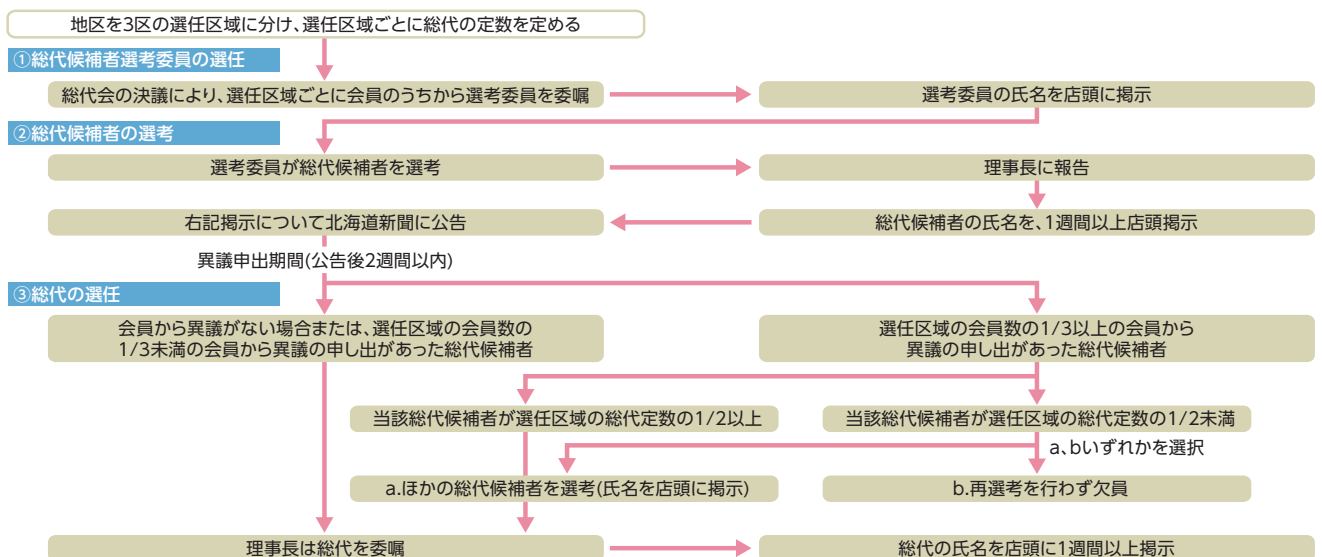 地区を3区の選任区域に分け、選任区域ごとに総代の定数を定める
①総代候補者選考委員の選任
総代会の決議により、選任区域ごとに会員のうちから選考委員を委嘱
選考委員の氏名を店頭に掲示
②総代候補者の選考
選考委員が総代候補者を選考
理事長に報告
右記掲示について北海道新聞に公告
総代候補者の氏名を、1週間以上店頭掲示
異議申出期間(公告後2週間以内)
③総代の選任
会員から異議がない場合または、選任区域の会員数の
1/3未満の会員から異議の申し出があった総代候補者
選任区域の会員数の1/3以上の会員から
異議の申し出があった総代候補者
当該総代候補者が選任区域の総代定数の1/2以上
当該総代候補者が選任区域の総代定数の1/2未満
a、bいずれかを選択
a.ほかの総代候補者を選考(氏名を店頭に掲示)
b.再選考を行わず欠員
理事長は総代を委嘱
総代の氏名を店頭に1週間以上掲示